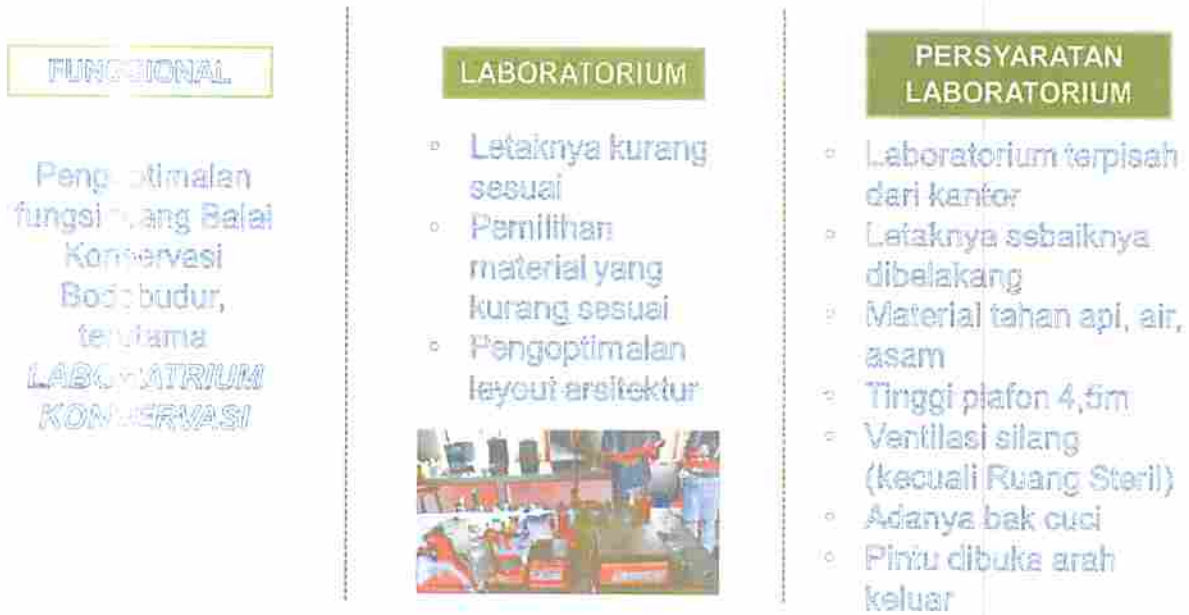 FUNGSIONAL
Pengoptimalan
fungsi ruang Balai
Konservasi
Borobudur,
terutama
LABORATRIUM
KONSERVASI
LABORATORIUM
◦ Letaknya kurang
sesuai
◦ Pemilihan
material yang
kurang sesuai
◦ Pengoptimalan
layout arsitektur
PERSYARATAN
LABORATORIUM
◦ Laboratorium terpisah
dari kantor
◦ Letaknya sebaiknya
dibelakang
◦ Material tahan api, air,
asam
◦ Tinggi plafon 4,5m
◦ Ventilasi silang
(kecuali Ruang Steril)
◦ Adanya bak cuci
◦ Pintu dibuka arah
keluar